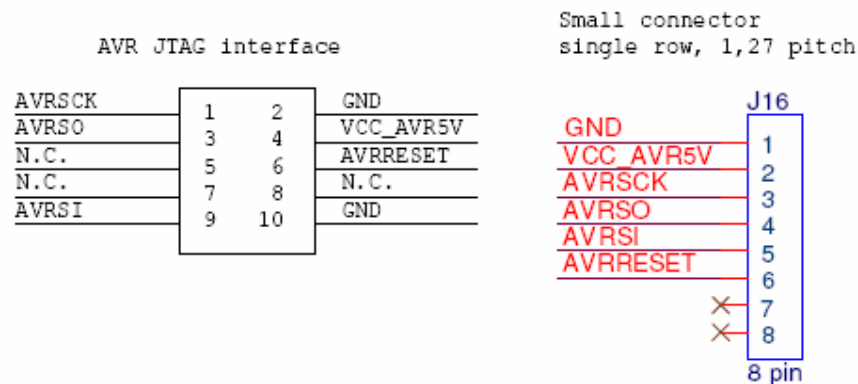 Small connector
AVR JTAG interface single row, 1,27 pitch
J16
AVRSCK 1 2 GND
AVRSO 3 4 VCC_AVR5V
N.C. 5 6 AVRRESET
N.C. 7 8 N.C.
AVRSI 9 10 GND
GND 1
VCC_AVR5V 2
AVRSCK 3
AVRSO 4
AVRSI 5
AVRRESET 6
7
8
8 pin